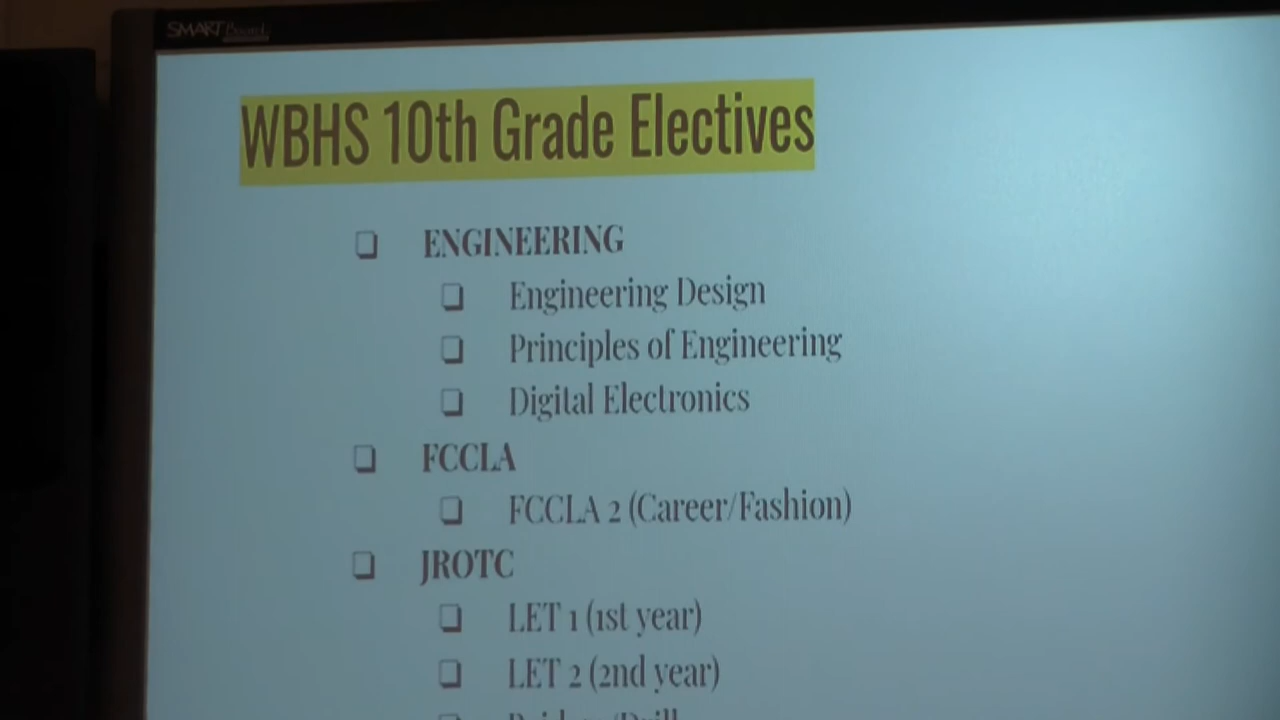 SMART Board
WBHS 10th Grade Electives
ENGINEERING
Engineering Design
Principles of Engineering
Digital Electronics
FCCLA
FCCLA 2 (Career/Fashion)
JROTC
LET 1 (1st year)
LET 2 (2nd year)